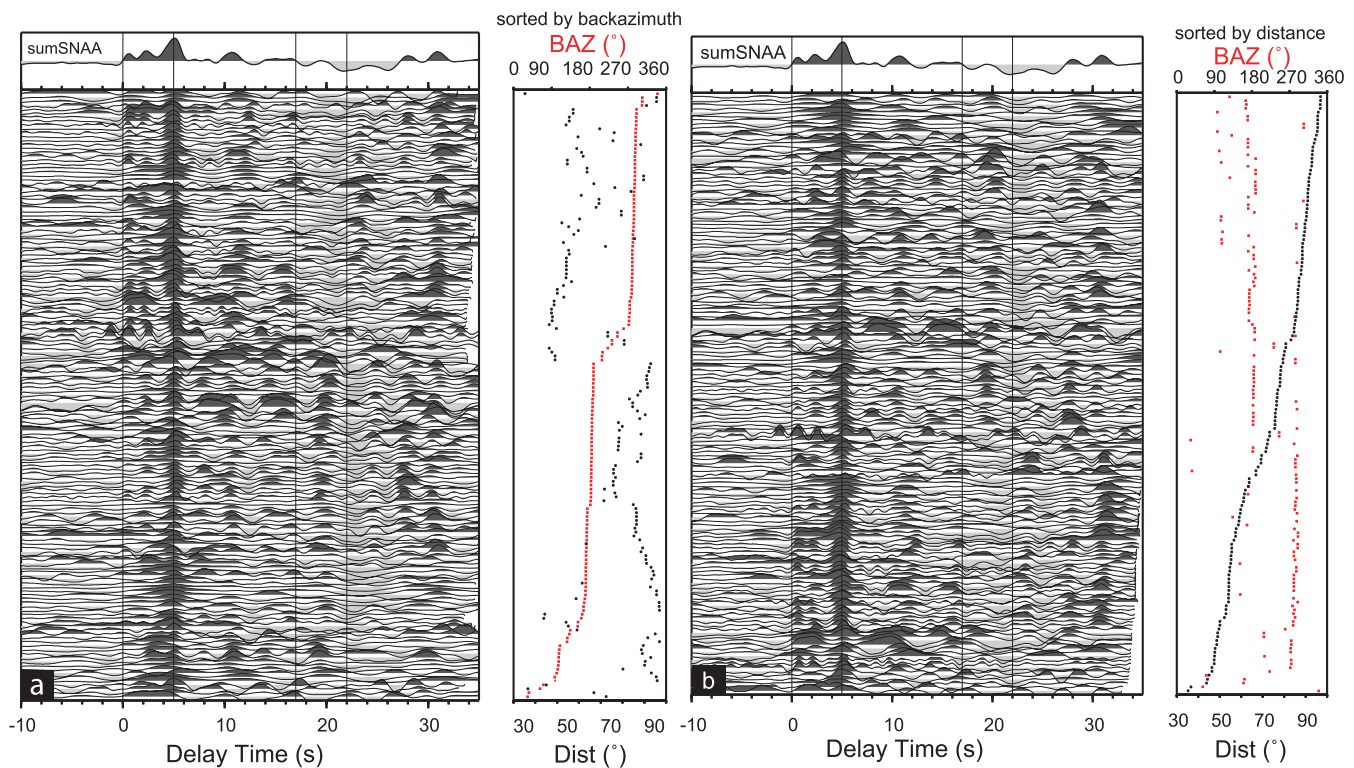 sorted by backazimuth
BAZ (°)
0 90 180 270 360
sumSNAA
a
-10 0 10 20 30
Delay Time (s)
30 50 70 90
Dist (°)
sorted by distance
BAZ (°)
0 90 180 270 360
sumSNAA
b
-10 0 10 20 30
Delay Time (s)
30 50 70 90
Dist (°)